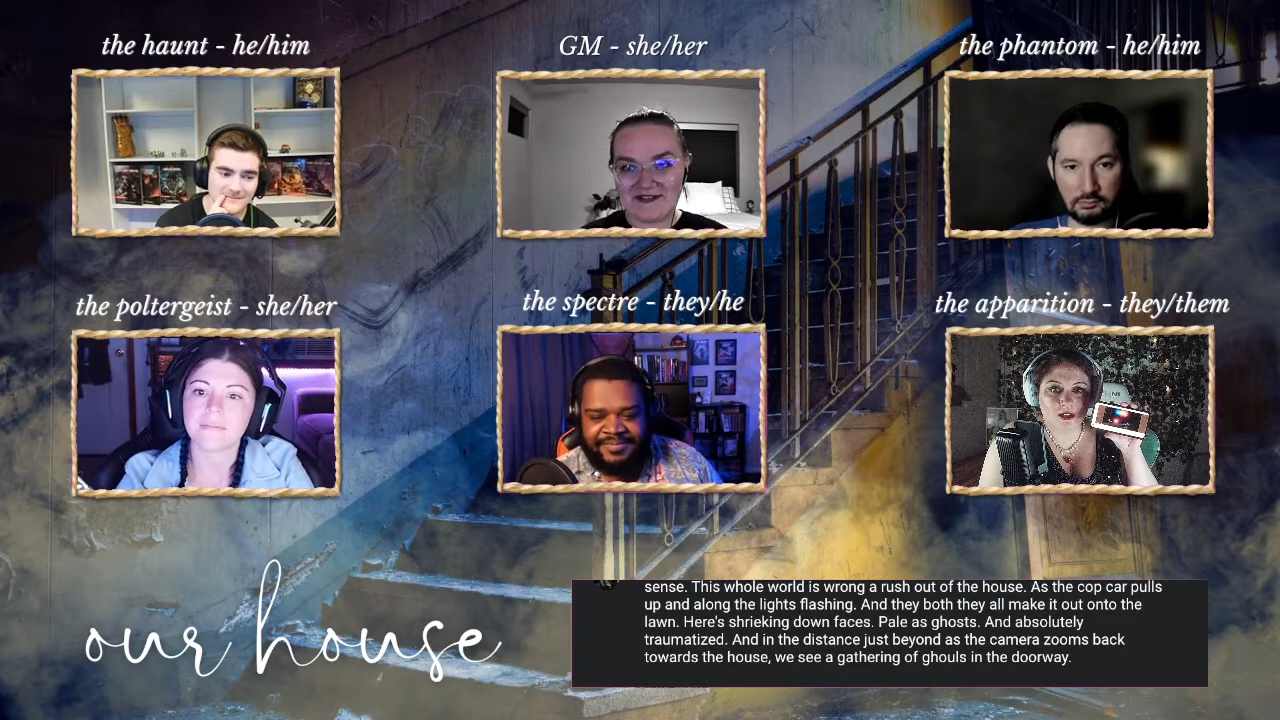 the haunt - he/him
GM - she/her
the phantom - he/him
the poltergeist - she/her
the spectre - they/he
the apparition - they/them
our house
sense. This whole world is wrong a rush out of the house. As the cop car pulls
up and along the lights flashing. And they both they all make it out onto the
lawn. Here's shrieking down faces. Pale as ghosts. And absolutely
traumatized. And in the distance just beyond as the camera zooms back
towards the house, we see a gathering of ghouls in the doorway.